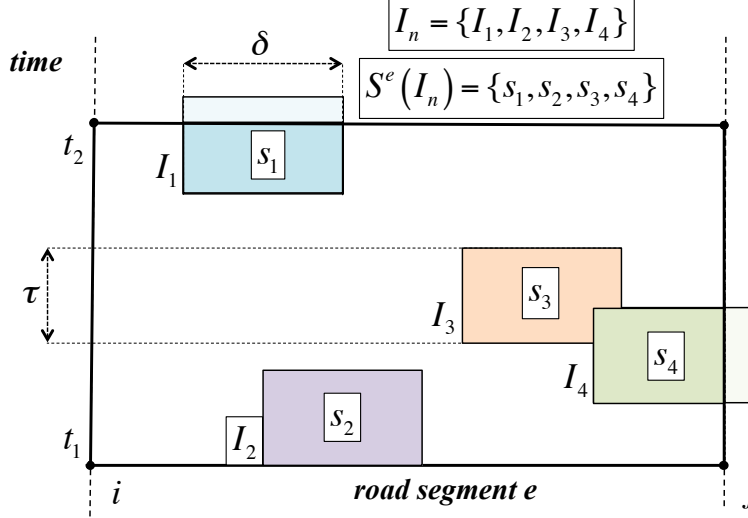 I_n = {I_1, I_2, I_3, I_4}
δ
time
S^e(I_n) = {s_1, s_2, s_3, s_4}
t_2
I_1
s_1
τ
s_3
I_3
s_4
I_4
s_2
I_2
t_1
i
road segment e